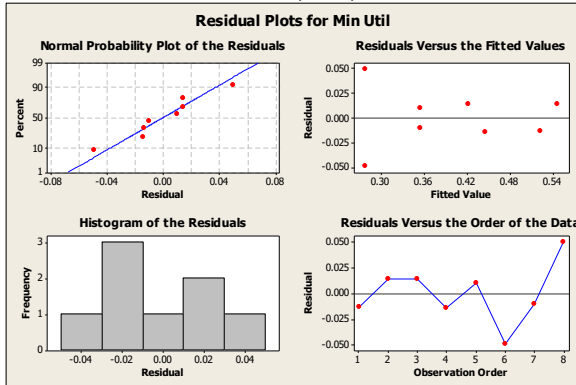 Residual Plots for Min Util
Normal Probability Plot of the Residuals
99
90
50
10
1
Percent
-0.08 -0.04 0.00 0.04 0.08
Residual
Residuals Versus the Fitted Values
0.050
0.025
0.000
-0.025
-0.050
Residual
0.30 0.36 0.42 0.48 0.54
Fitted Value
Histogram of the Residuals
3
2
1
0
Frequency
-0.04 -0.02 0.00 0.02 0.04
Residual
Residuals Versus the Order of the Data
0.050
0.025
0.000
-0.025
-0.050
Residual
1 2 3 4 5 6 7 8
Observation Order